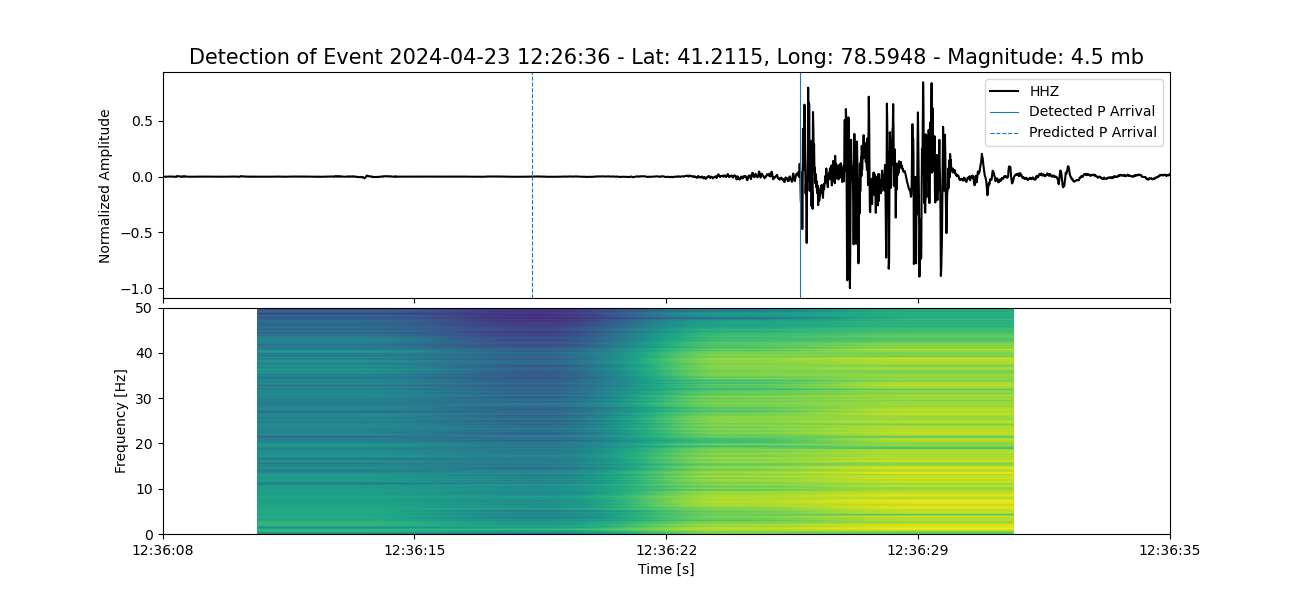 Detection of Event 2024-04-23 12:26:36 - Lat: 41.2115, Long: 78.5948 - Magnitude: 4.5 mb
Normalized Amplitude
0.5
0.0
−0.5
−1.0
HHZ
Detected P Arrival
Predicted P Arrival
Frequency [Hz]
50
40
30
20
10
0
12:36:08 12:36:15 12:36:22 12:36:29 12:36:35
Time [s]